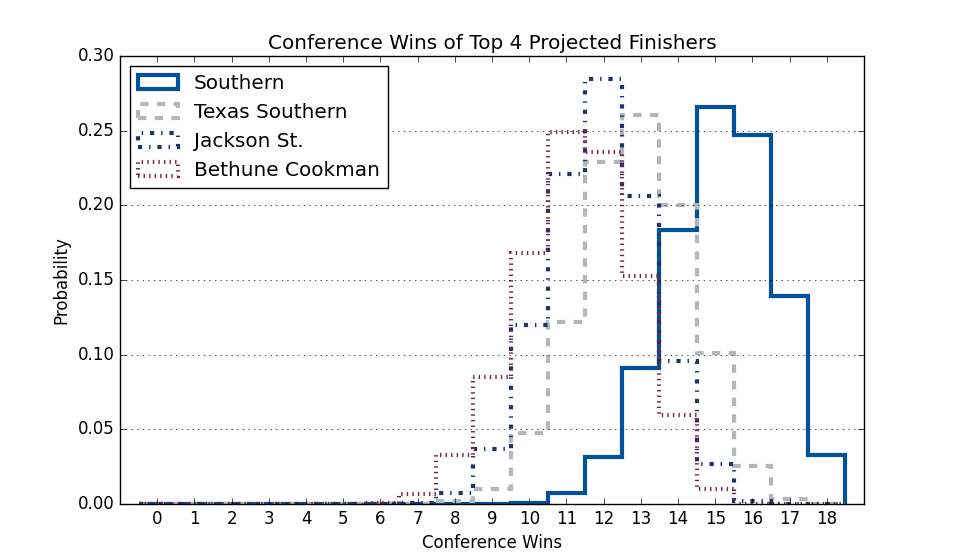 Conference Wins of Top 4 Projected Finishers
0.30
0.25
0.20
0.15
0.10
0.05
0.00
Probability
Southern
Texas Southern
Jackson St.
Bethune Cookman
0 1 2 3 4 5 6 7 8 9 10 11 12 13 14 15 16 17 18
Conference Wins